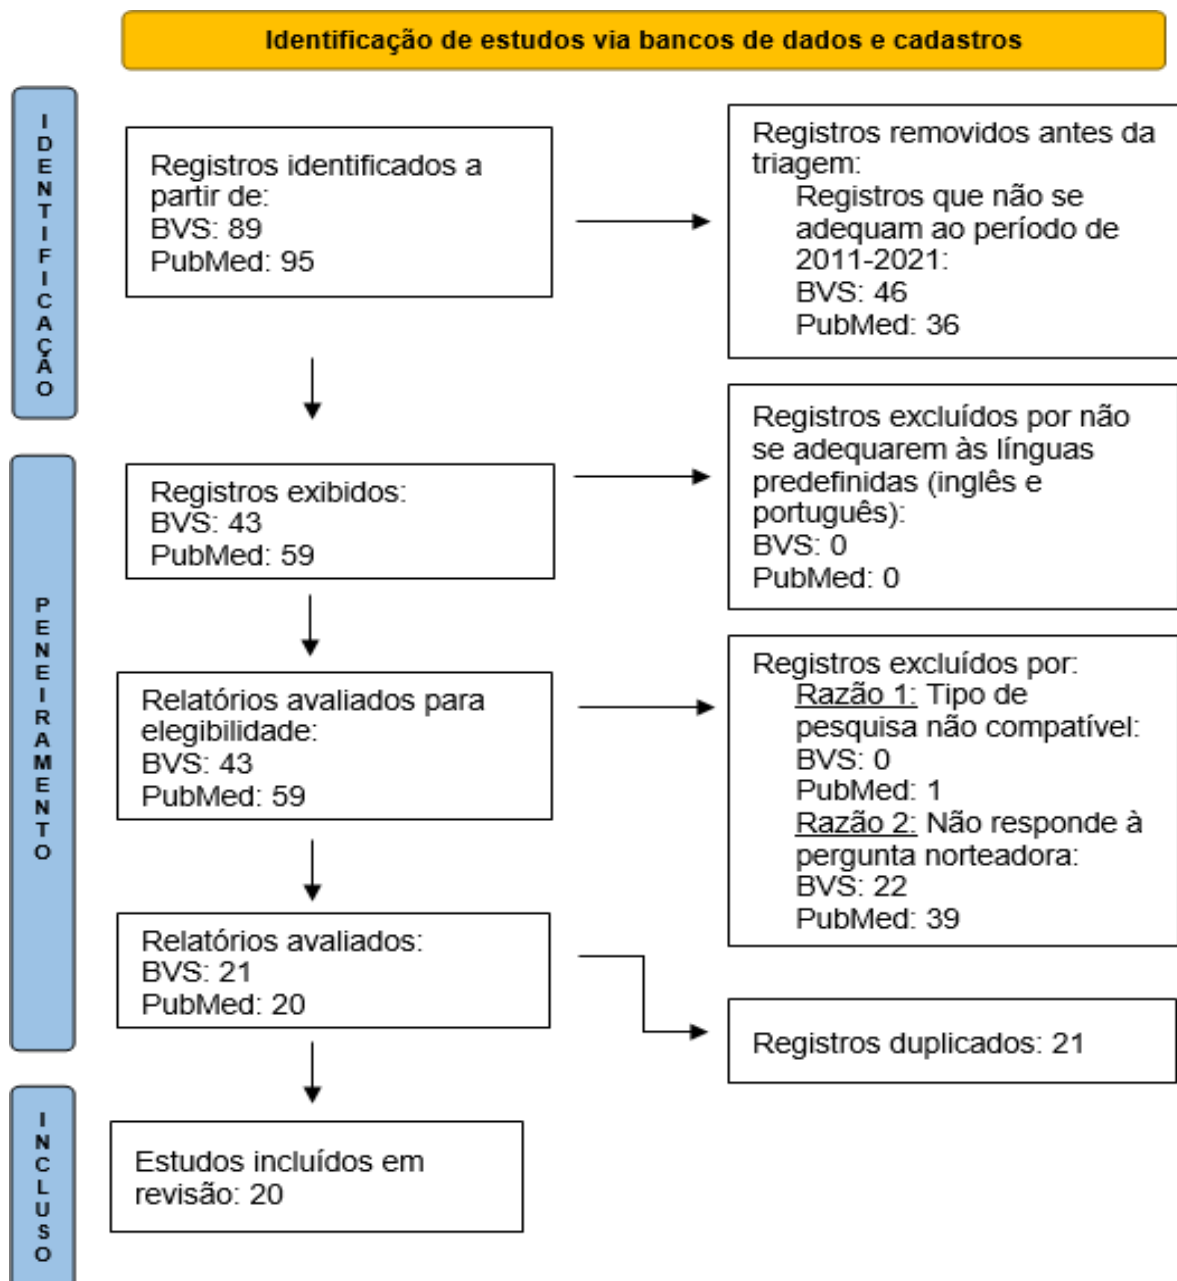 Identificação de estudos via bancos de dados e cadastros
IDENTIFICAÇÃO
Registros identificados a
partir de:
BVS: 89
PubMed: 95
Registros removidos antes da
triagem:
Registros que não se
adequam ao período de
2011-2021:
BVS: 46
PubMed: 36
PENEIRAMENTO
Registros exibidos:
BVS: 43
PubMed: 59
Registros excluídos por não
se adequarem às línguas
predefinidas (inglês e
português):
BVS: 0
PubMed: 0
Relatórios avaliados para
elegibilidade:
BVS: 43
PubMed: 59
Registros excluídos por:
Razão 1: Tipo de
pesquisa não compatível:
BVS: 0
PubMed: 1
Razão 2: Não responde à
pergunta norteadora:
BVS: 22
PubMed: 39
Relatórios avaliados:
BVS: 21
PubMed: 20
Registros duplicados: 21
INCLUSO
Estudos incluídos em
revisão: 20